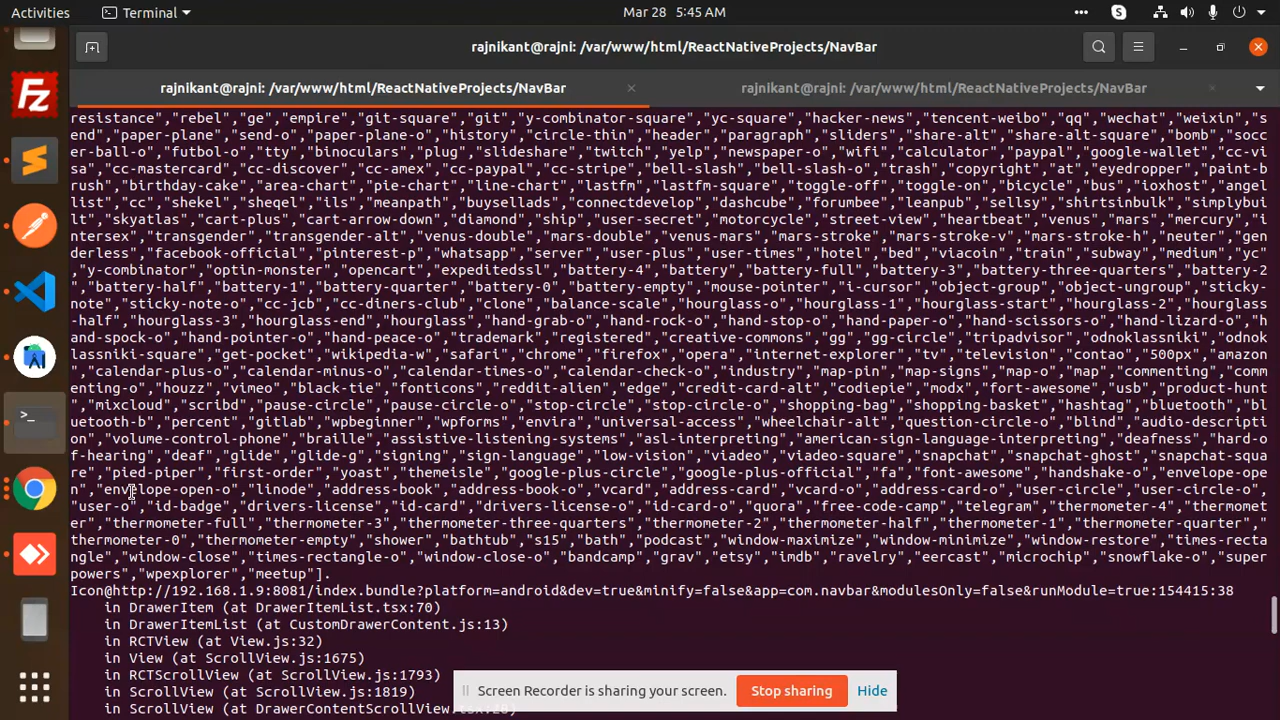 Activities
Terminal
Mar 28 5:45 AM
rajnikant@rajni: /var/www/html/ReactNativeProjects/NavBar
rajnikant@rajni: /var/www/html/ReactNativeProjects/NavBar
rajnikant@rajni: /var/www/html/ReactNativeProjects/NavBar
resistance","rebel","ge","empire","git-square","git","y-combinator-square","yc-square","hacker-news","tencent-weibo","qq","wechat","weixin","s
end","paper-plane","send-o","paper-plane-o","history","circle-thin","header","paragraph","sliders","share-alt","share-alt-square","bomb","socc
er-ball-o","futbol-o","tty","binoculars","plug","slideshare","twitch","yelp","newspaper-o","wifi","calculator","paypal","google-wallet","cc-vi
sa","cc-mastercard","cc-discover","cc-amex","cc-paypal","cc-stripe","bell-slash","bell-slash-o","trash","copyright","at","eyedropper","paint-b
rush","birthday-cake","area-chart","pie-chart","line-chart","lastfm","lastfm-square","toggle-off","toggle-on","bicycle","bus","ioxhost","angel
list","cc","shekel","sheqel","ils","meanpath","buysellads","connectdevelop","dashcube","forumbee","leanpub","sellsy","shirtsinbulk","simplybui
lt","skyatlas","cart-plus","cart-arrow-down","diamond","ship","user-secret","motorcycle","street-view","heartbeat","venus","mars","mercury","i
ntersex","transgender","transgender-alt","venus-double","mars-double","venus-mars","mars-stroke","mars-stroke-v","mars-stroke-h","neuter","gen
derless","facebook-official","pinterest-p","whatsapp","server","user-plus","user-times","hotel","bed","viacoin","train","subway","medium","yc"
,"y-combinator","optin-monster","opencart","expeditedssl","battery-4","battery","battery-full","battery-3","battery-three-quarters","battery-2
","battery-half","battery-1","battery-quarter","battery-0","battery-empty","mouse-pointer","i-cursor","object-group","object-ungroup","sticky-
note","sticky-note-o","cc-jcb","cc-diners-club","clone","balance-scale","hourglass-o","hourglass-1","hourglass-start","hourglass-2","hourglass
-half","hourglass-3","hourglass-end","hourglass","hand-grab-o","hand-rock-o","hand-stop-o","hand-paper-o","hand-scissors-o","hand-lizard-o","h
and-spock-o","hand-pointer-o","hand-peace-o","trademark","registered","creative-commons","gg","gg-circle","tripadvisor","odnoklassniki","odnok
lassniki-square","get-pocket","wikipedia-w","safari","chrome","firefox","opera","internet-explorer","tv","television","contao","500px","amazon
","calendar-plus-o","calendar-minus-o","calendar-times-o","calendar-check-o","industry","map-pin","map-signs","map-o","map","commenting","comm
enting-o","houzz","vimeo","black-tie","fonticons","reddit-alien","edge","credit-card-alt","codiepie","modx","fort-awesome","usb","product-hunt
","mixcloud","scribd","pause-circle","pause-circle-o","stop-circle","stop-circle-o","shopping-bag","shopping-basket","hashtag","bluetooth","bl
uetooth-b","percent","gitlab","wpbeginner","wpforms","envira","universal-access","wheelchair-alt","question-circle-o","blind","audio-descripti
on","volume-control-phone","braille","assistive-listening-systems","asl-interpreting","american-sign-language-interpreting","deafness","hard-o
f-hearing","deaf","glide","glide-g","signing","sign-language","low-vision","viadeo","viadeo-square","snapchat","snapchat-ghost","snapchat-squa
re","pied-piper","first-order","yoast","themeisle","google-plus-circle","google-plus-official","fa","font-awesome","handshake-o","envelope-ope
n","envelope-open-o","linode","address-book","address-book-o","vcard","address-card","vcard-o","address-card-o","user-circle","user-circle-o",
"user-o","id-badge","drivers-license","id-card","drivers-license-o","id-card-o","quora","free-code-camp","telegram","thermometer-4","thermomet
er","thermometer-full","thermometer-3","thermometer-three-quarters","thermometer-2","thermometer-half","thermometer-1","thermometer-quarter","
thermometer-0","thermometer-empty","shower","bathtub","s15","bath","podcast","window-maximize","window-minimize","window-restore","times-recta
ngle","window-close","times-rectangle-o","window-close-o","bandcamp","grav","etsy","imdb","ravelry","eercast","microchip","snowflake-o","super
powers","wpexplorer","meetup"].
Icon@http://192.168.1.9:8081/index.bundle?platform=android&dev=true&minify=false&app=com.navbar&modulesOnly=false&runModule=true:154415:38
in DrawerItem (at DrawerItemList.tsx:70)
in DrawerItemList (at CustomDrawerContent.js:13)
in RCTView (at View.js:32)
in View (at ScrollView.js:1675)
in RCTScrollView (at ScrollView.js:1793)
in ScrollView (at ScrollView.js:1819)
in ScrollView (at DrawerContentScrollView.tsx:
Screen Recorder is sharing your screen.
Stop sharing
Hide